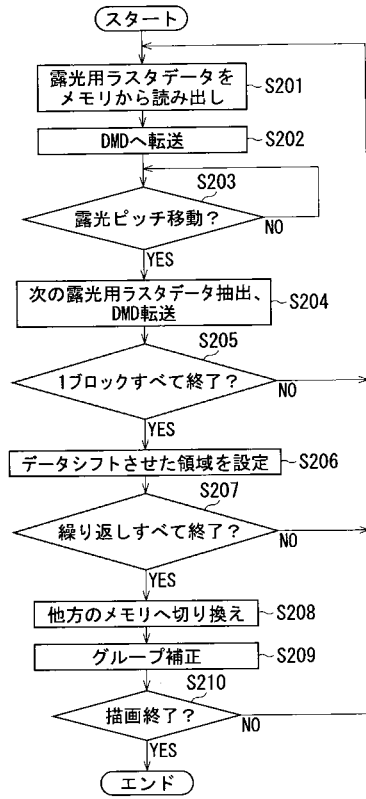 スタート
露光用ラスタデータを
メモリから読み出し
S201
DMDへ転送
S202
S203
露光ピッチ移動？
NO
YES
次の露光用ラスタデータ抽出、
DMD転送
S204
S205
1ブロックすべて終了？
NO
YES
データシフトさせた領域を設定
S206
S207
繰り返しすべて終了？
NO
YES
他方のメモリへ切り換え
S208
グループ補正
S209
S210
描画終了？
NO
YES
エンド